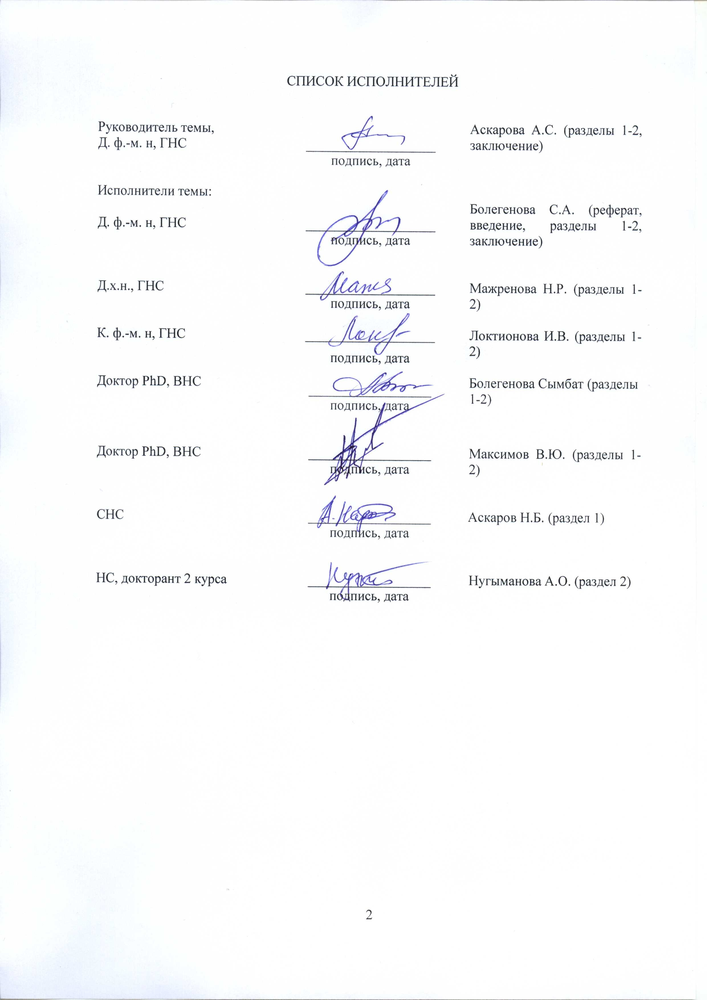 СПИСОК ИСПОЛНИТЕЛЕЙ
Руководитель темы,
Д. ф.-м. н, ГНС
подпись, дата
Аскарова А.С. (разделы 1-2,
заключение)
Исполнители темы:
Д. ф.-м. н, ГНС
подпись, дата
Болегенова С.А. (реферат,
введение, разделы 1-2,
заключение)
Д.х.н., ГНС
подпись, дата
Мажренова Н.Р. (разделы 1-
2)
К. ф.-м. н, ГНС
подпись, дата
Локтионова И.В. (разделы 1-
2)
Доктор PhD, ВНС
подпись, дата
Болегенова Сымбат (разделы
1-2)
Доктор PhD, ВНС
подпись, дата
Максимов В.Ю. (разделы 1-
2)
СНС
подпись, дата
Аскаров Н.Б. (раздел 1)
НС, докторант 2 курса
подпись, дата
Нугыманова А.О. (раздел 2)
2